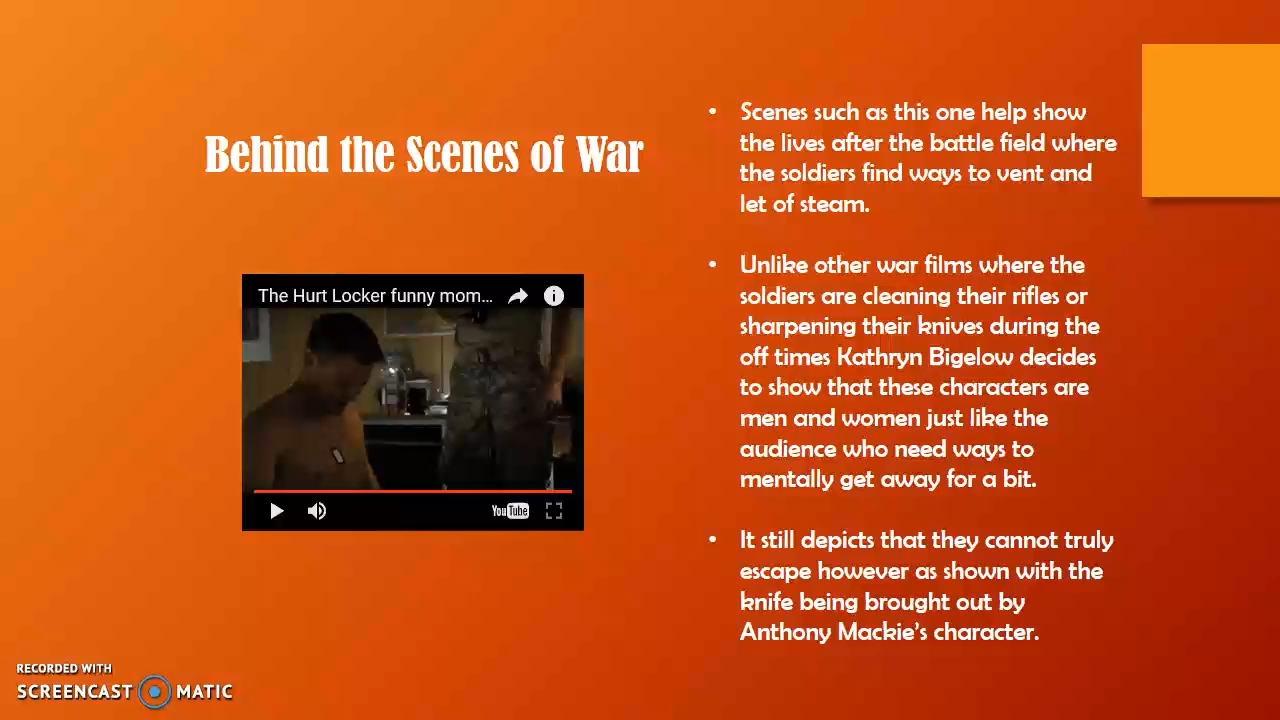 Behind the Scenes of War
The Hurt Locker funny mom...
YouTube
• Scenes such as this one help show
the lives after the battle field where
the soldiers find ways to vent and
let of steam.
• Unlike other war films where the
soldiers are cleaning their rifles or
sharpening their knives during the
off times Kathryn Bigelow decides
to show that these characters are
men and women just like the
audience who need ways to
mentally get away for a bit.
• It still depicts that they cannot truly
escape however as shown with the
knife being brought out by
Anthony Mackie's character.
RECORDED WITH
SCREENCAST MATIC